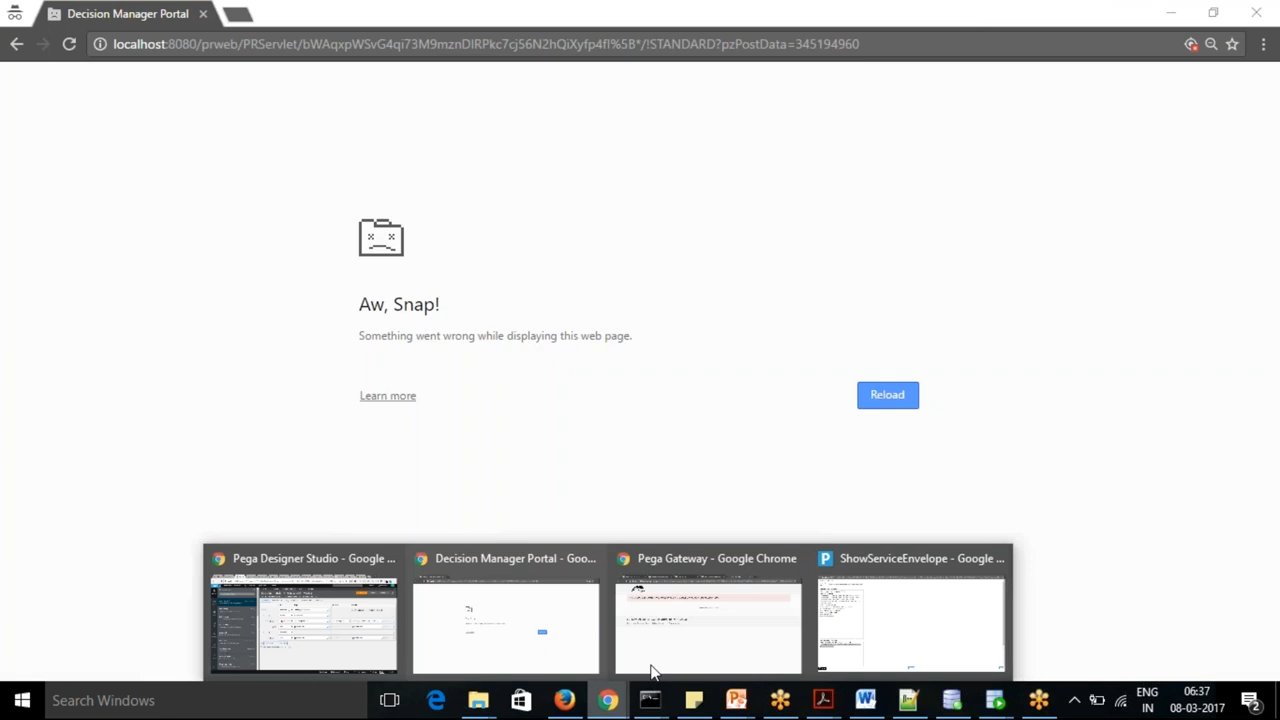 Decision Manager Portal
localhost:8080/prweb/PRServlet/bWAqxpWSvG4qi73M9mznDIRPkc7cj56N2hQiXyfp4f!%5B*/!STANDARD?pzPostData=345194960
Aw, Snap!
Something went wrong while displaying this web page.
Learn more
Reload
Pega Designer Studio - Google ...
Decision Manager Portal - Goo...
Pega Gateway - Google Chrome
ShowServiceEnvelope - Google ...
Search Windows
ENG
IN
06:37
08-03-2017
2